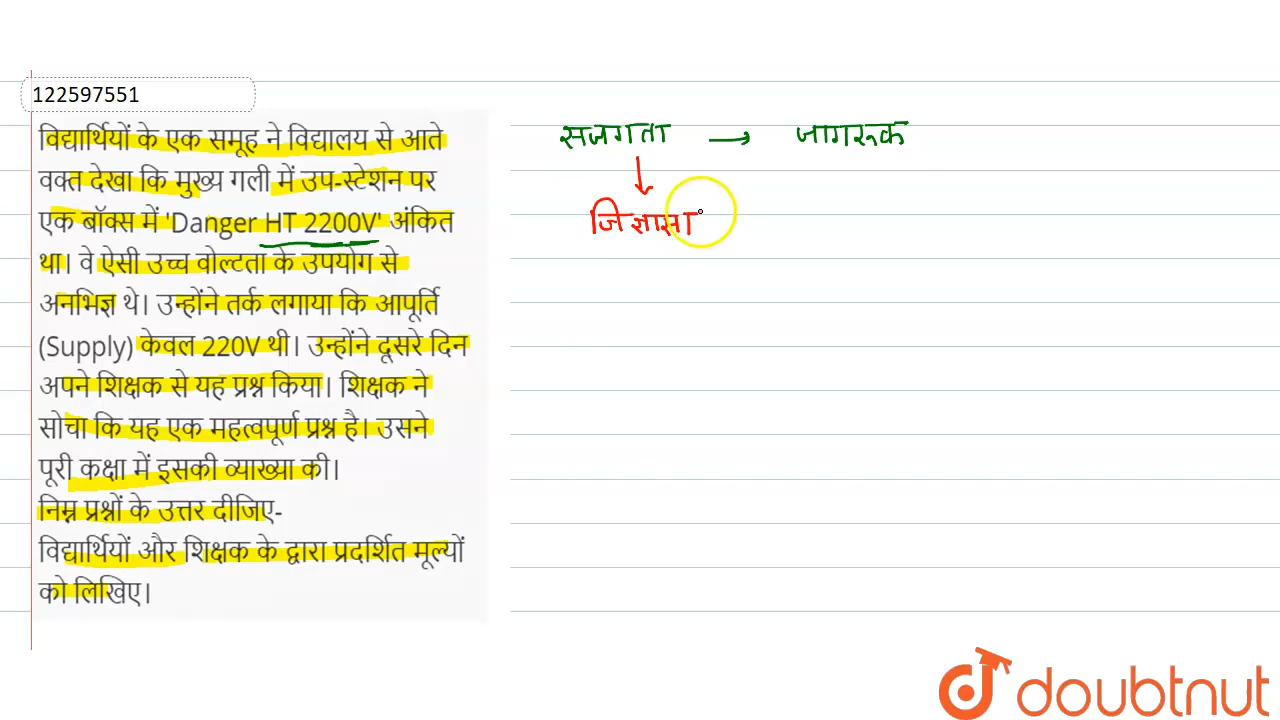 122597551
विद्यार्थियों के एक समूह ने विद्यालय से आते
वक्त देखा कि मुख्य गली में उप-स्टेशन पर
एक बॉक्स में 'Danger HT 2200V' अंकित
था। वे ऐसी उच्च वोल्टता के उपयोग से
अनभिज्ञ थे। उन्होंने तर्क लगाया कि आपूर्ति
(Supply) केवल 220V थी। उन्होंने दूसरे दिन
अपने शिक्षक से यह प्रश्न किया। शिक्षक ने
सोचा कि यह एक महत्वपूर्ण प्रश्न है। उसने
पूरी कक्षा में इसकी व्याख्या की।
निम्न प्रश्नों के उत्तर दीजिए-
विद्यार्थियों और शिक्षक के द्वारा प्रदर्शित मूल्यों
को लिखिए।
सजगता → जागरूक
जिज्ञासा
doubtnut